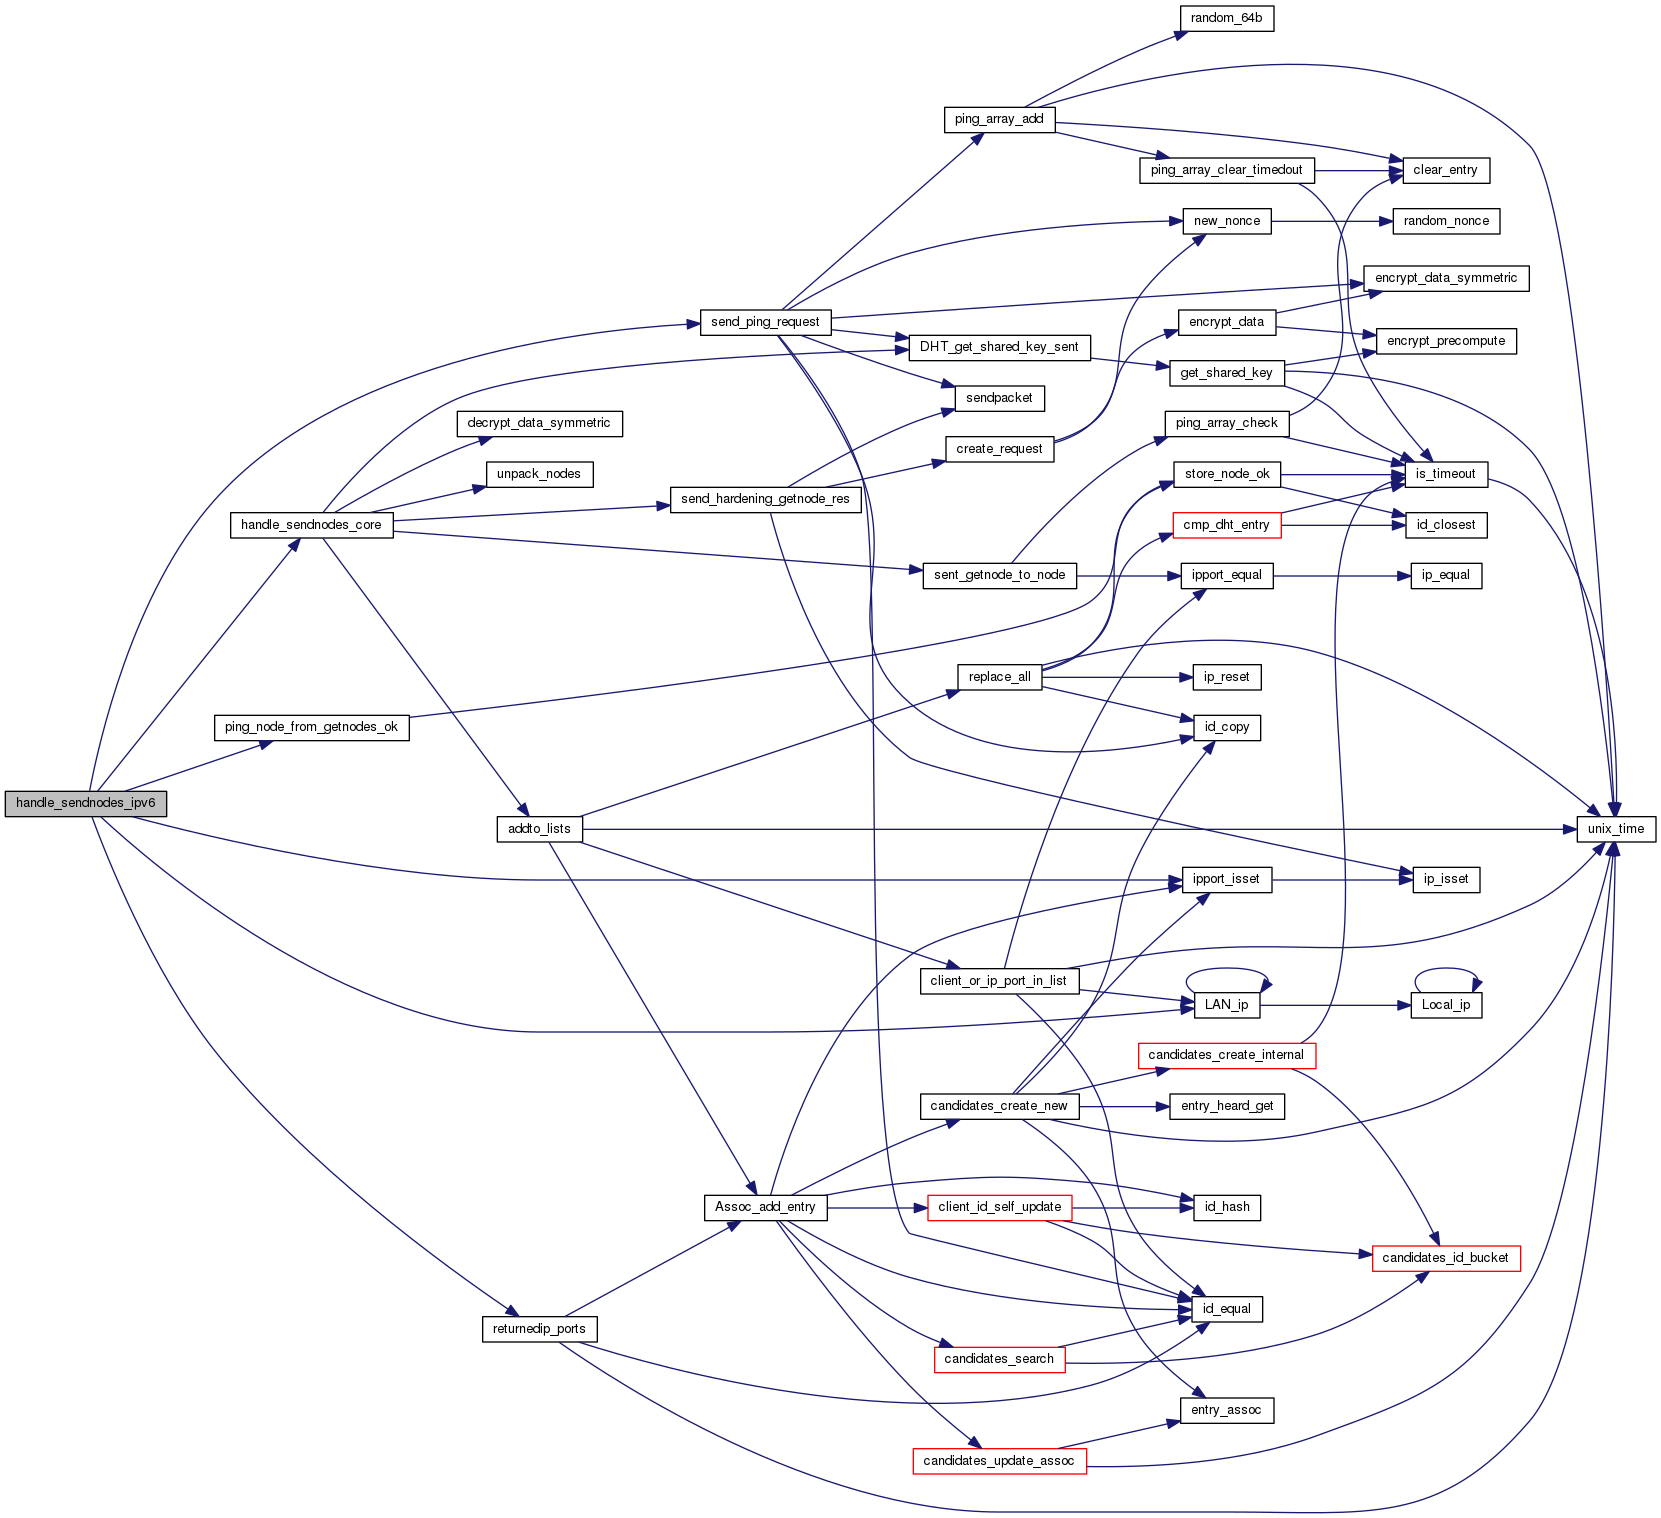 random_64b
ping_array_add
ping_array_clear_timedout
clear_entry
new_nonce
random_nonce
encrypt_data_symmetric
send_ping_request
encrypt_data
encrypt_precompute
DHT_get_shared_key_sent
get_shared_key
sendpacket
decrypt_data_symmetric
ping_array_check
create_request
unpack_nodes
store_node_ok
is_timeout
send_hardening_getnode_res
handle_sendnodes_core
cmp_dht_entry
id_closest
sent_getnode_to_node
ipport_equal
ip_equal
replace_all
ip_reset
ping_node_from_getnodes_ok
id_copy
handle_sendnodes_ipv6
addto_lists
unix_time
ipport_isset
ip_isset
client_or_ip_port_in_list
LAN_ip
Local_ip
candidates_create_internal
candidates_create_new
entry_heard_get
Assoc_add_entry
client_id_self_update
id_hash
candidates_id_bucket
id_equal
returnedip_ports
candidates_search
entry_assoc
candidates_update_assoc